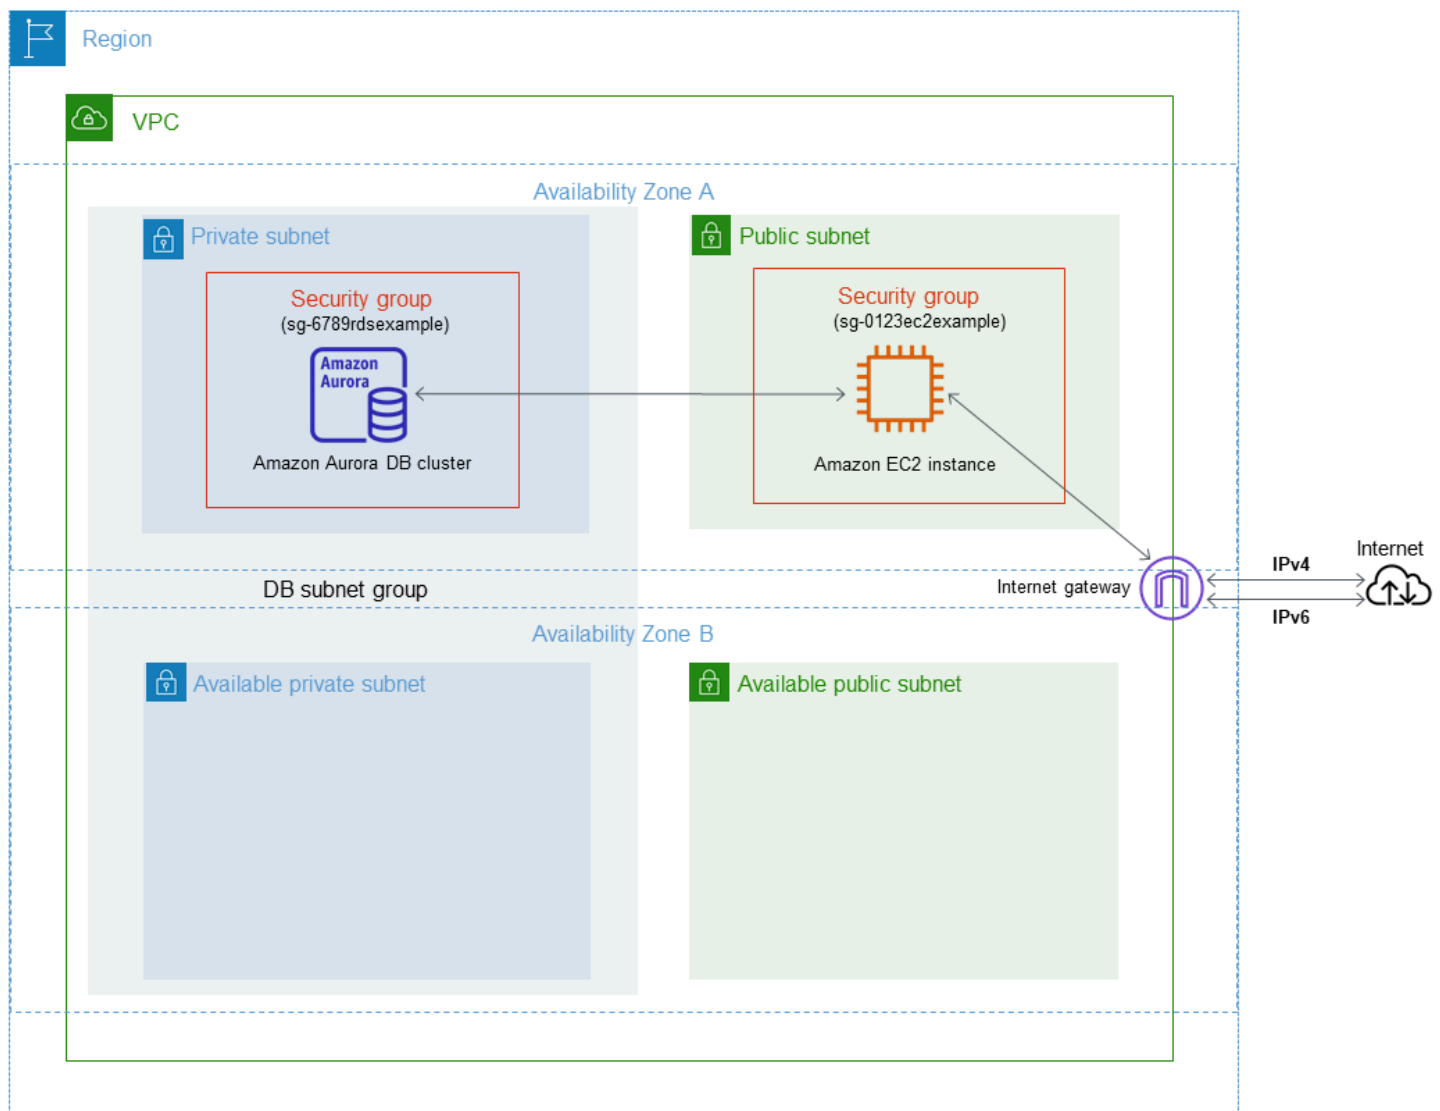 Region
VPC
Availability Zone A
Private subnet
Public subnet
Security group
(sg-6789rdsexample)
Security group
(sg-0123ec2example)
Amazon
Aurora
Amazon Aurora DB cluster
Amazon EC2 instance
Internet
IPv4
DB subnet group
Internet gateway
IPv6
Availability Zone B
Available private subnet
Available public subnet